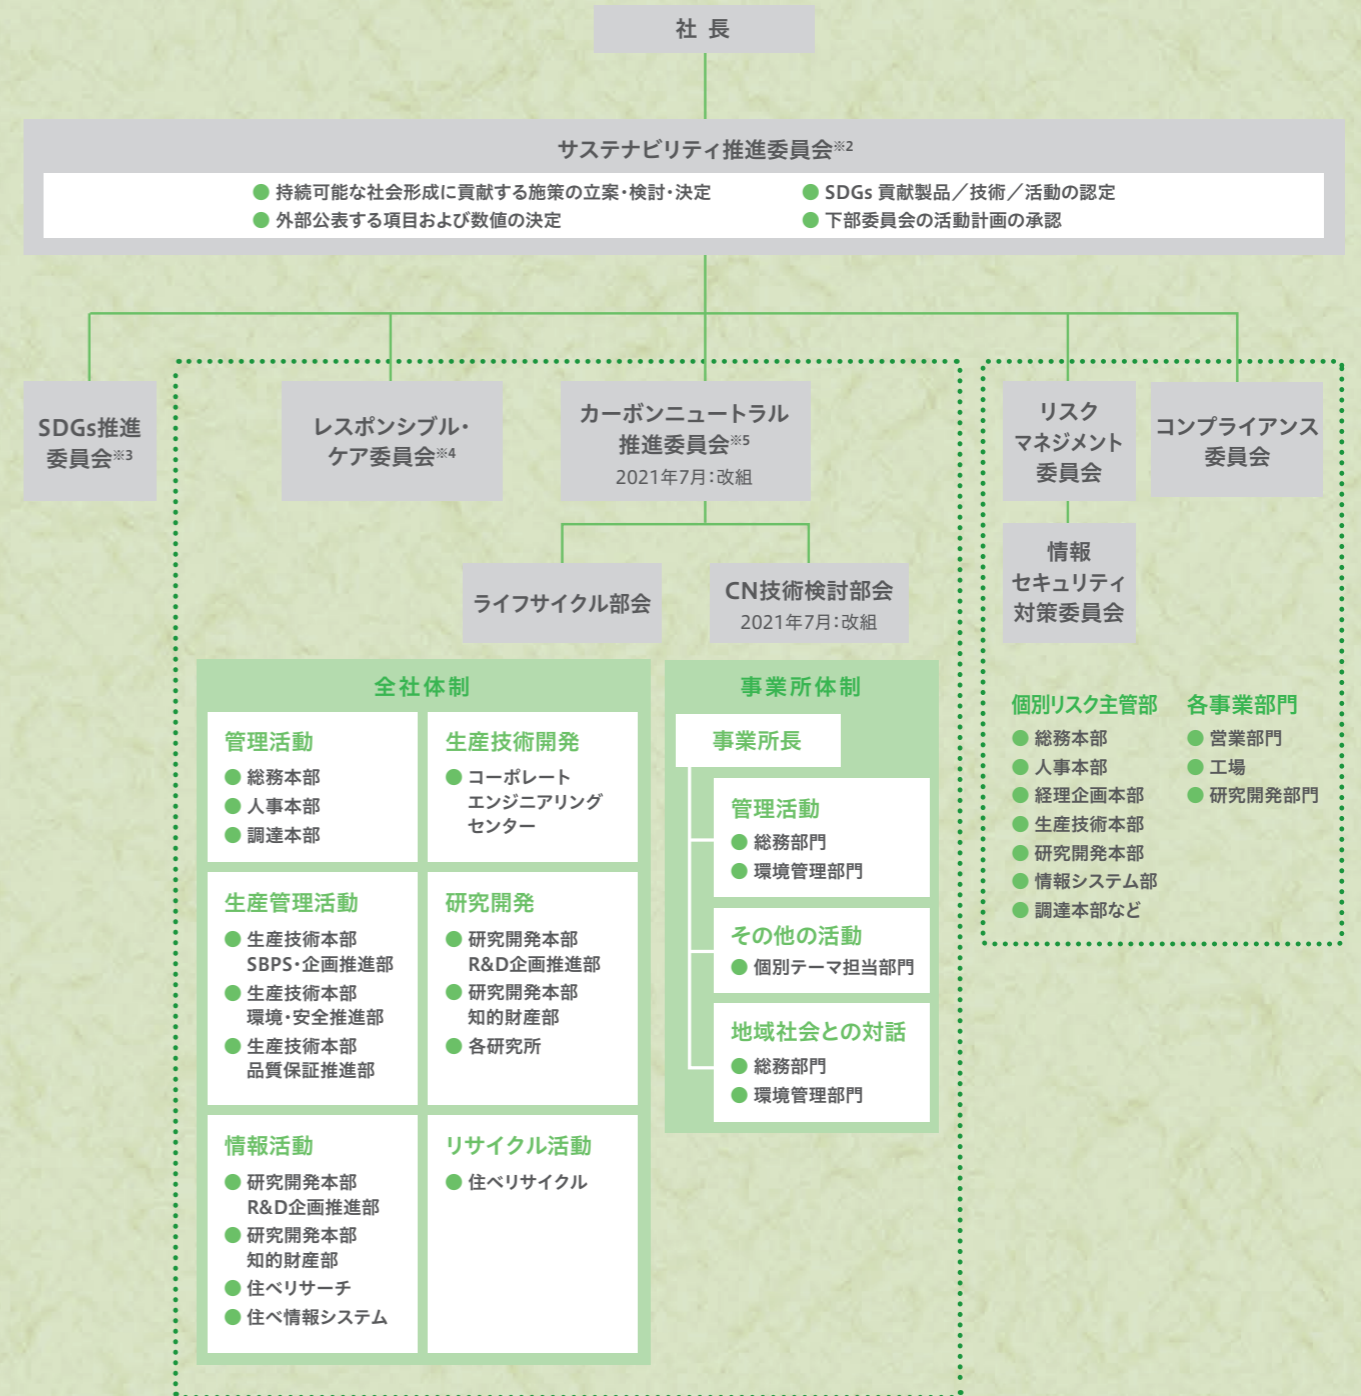 社 長
サステナビリティ推進委員会※2
● 持続可能な社会形成に貢献する施策の立案・検討・決定
● 外部公表する項目および数値の決定
● SDGs 貢献製品／技術／活動の認定
● 下部委員会の活動計画の承認
SDGs推進
委員会※3
レスポンシブル・
ケア委員会※4
カーボンニュートラル
推進委員会※5
2021年7月：改組
リスク
マネジメント
委員会
コンプライアンス
委員会
ライフサイクル部会
CN技術検討部会
2021年7月：改組
情報
セキュリティ
対策委員会
全社体制
管理活動
● 総務本部
● 人事本部
● 調達本部
生産技術開発
● コーポレート
エンジニアリング
センター
生産管理活動
● 生産技術本部
SBPS・企画推進部
● 生産技術本部
環境・安全推進部
● 生産技術本部
品質保証推進部
研究開発
● 研究開発本部
R&D企画推進部
● 研究開発本部
知的財産部
● 各研究所
情報活動
● 研究開発本部
R&D企画推進部
● 研究開発本部
知的財産部
● 住べリサーチ
● 住べ情報システム
リサイクル活動
● 住べリサイクル
事業所体制
事業所長
管理活動
● 総務部門
● 環境管理部門
その他の活動
● 個別テーマ担当部門
地域社会との対話
● 総務部門
● 環境管理部門
個別リスク主管部
● 総務本部
● 人事本部
● 経理企画本部
● 生産技術本部
● 研究開発本部
● 情報システム部
● 調達本部など
各事業部門
● 営業部門
● 工場
● 研究開発部門